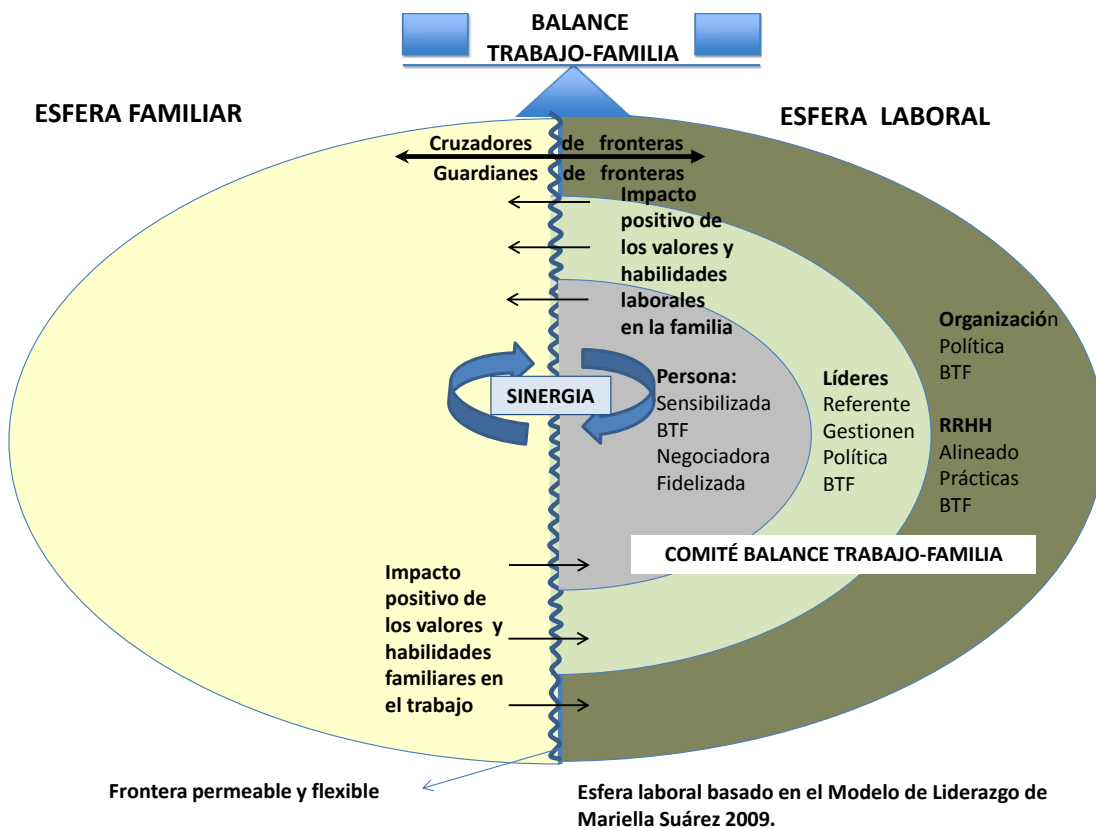 BALANCE
TRABAJO-FAMILIA
ESFERA FAMILIAR
ESFERA LABORAL
Cruzadores de fronteras
Guardianes de fronteras
Impacto
positivo de
los valores y
habilidades
laborales
en la familia
SINERGIA
Persona:
Sensibilizada
BTF
Negociadora
Fidelizada
Líderes
Referente
Gestionen
Política
BTF
Organización
Política
BTF
RRHH
Alineado
Prácticas
BTF
COMITÉ BALANCE TRABAJO-FAMILIA
Impacto
positivo de
los valores y
habilidades
familiares en
el trabajo
Frontera permeable y flexible
Esfera laboral basado en el Modelo de Liderazgo de
Mariella Suárez 2009.